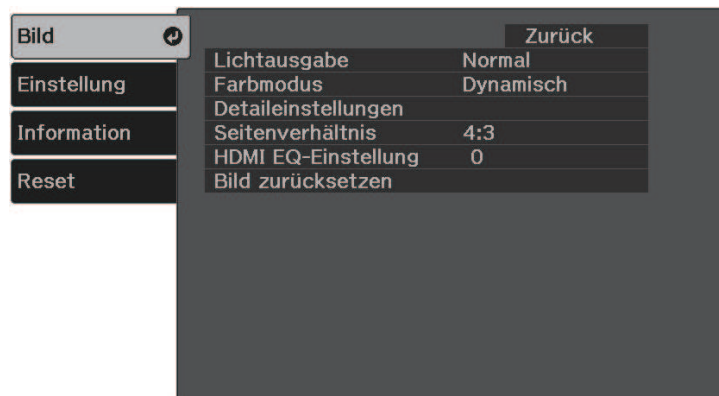 Bild
Einstellung
Information
Reset
Zurück
Lichtausgabe Normal
Farbmodus Dynamisch
Detaileinstellungen
Seitenverhältnis 4:3
HDMI EQ-Einstellung 0
Bild zurücksetzen